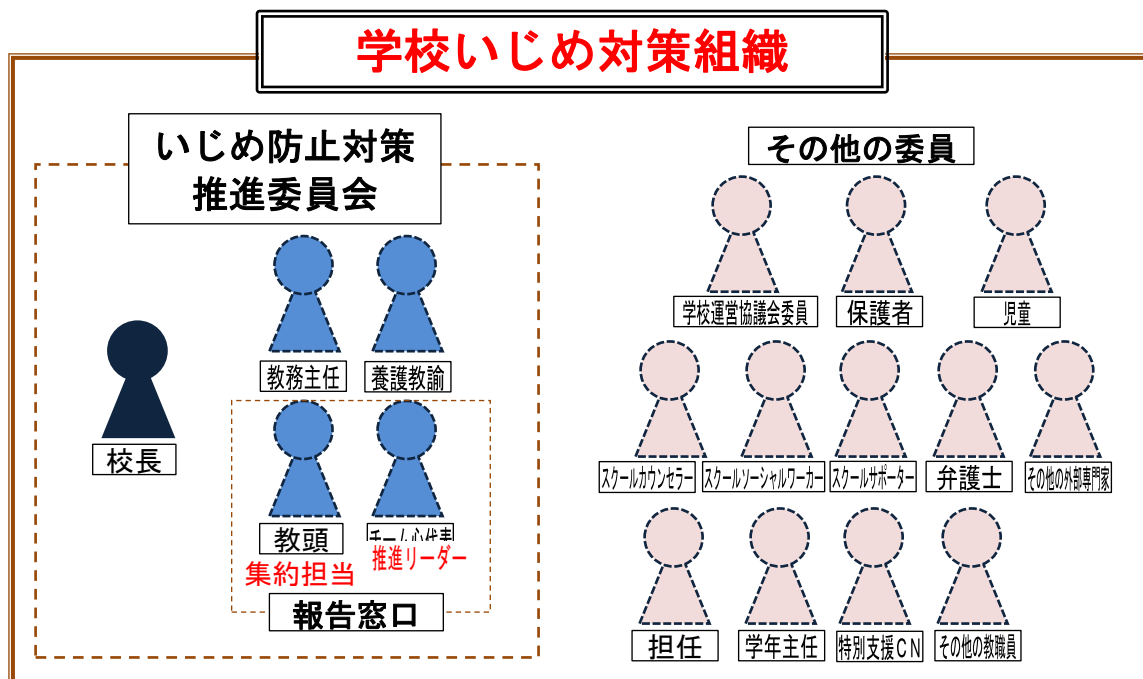 学校いじめ対策組織
いじめ防止対策
推進委員会
その他の委員
学校運営協議会委員
保護者
児童
教務主任
養護教諭
校長
スクールカウンセラー
スクールソーシャルワーカー
スクールサポーター
弁護士
その他の外部専門家
教頭
チーム心代表
集約担当
推進リーダー
報告窓口
担任
学年主任
特別支援CN
その他の教職員